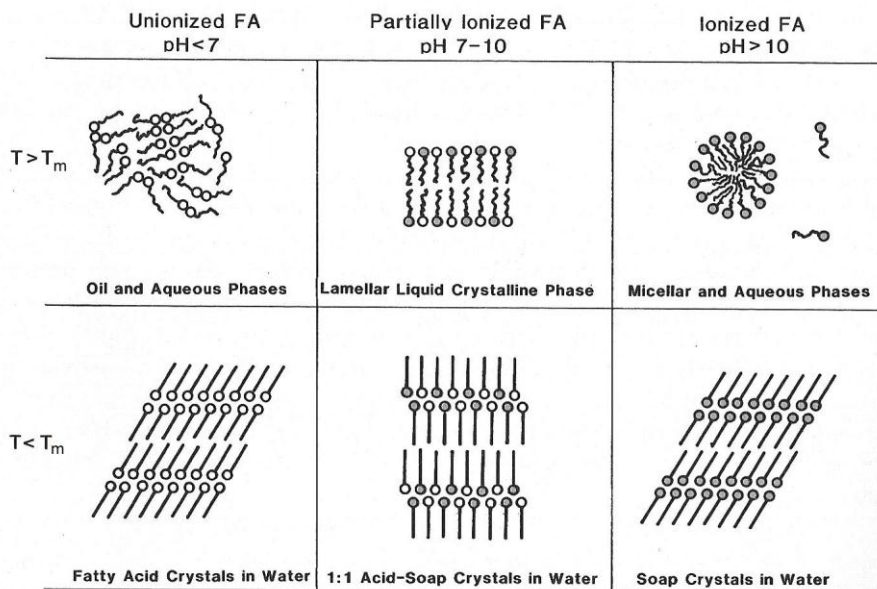 Unionized FA
pH<7
Partially Ionized FA
pH 7-10
Ionized FA
pH>10
T>Tm
Oil and Aqueous Phases
Lamellar Liquid Crystalline Phase
Micellar and Aqueous Phases
T<Tm
Fatty Acid Crystals in Water
1:1 Acid-Soap Crystals in Water
Soap Crystals in Water